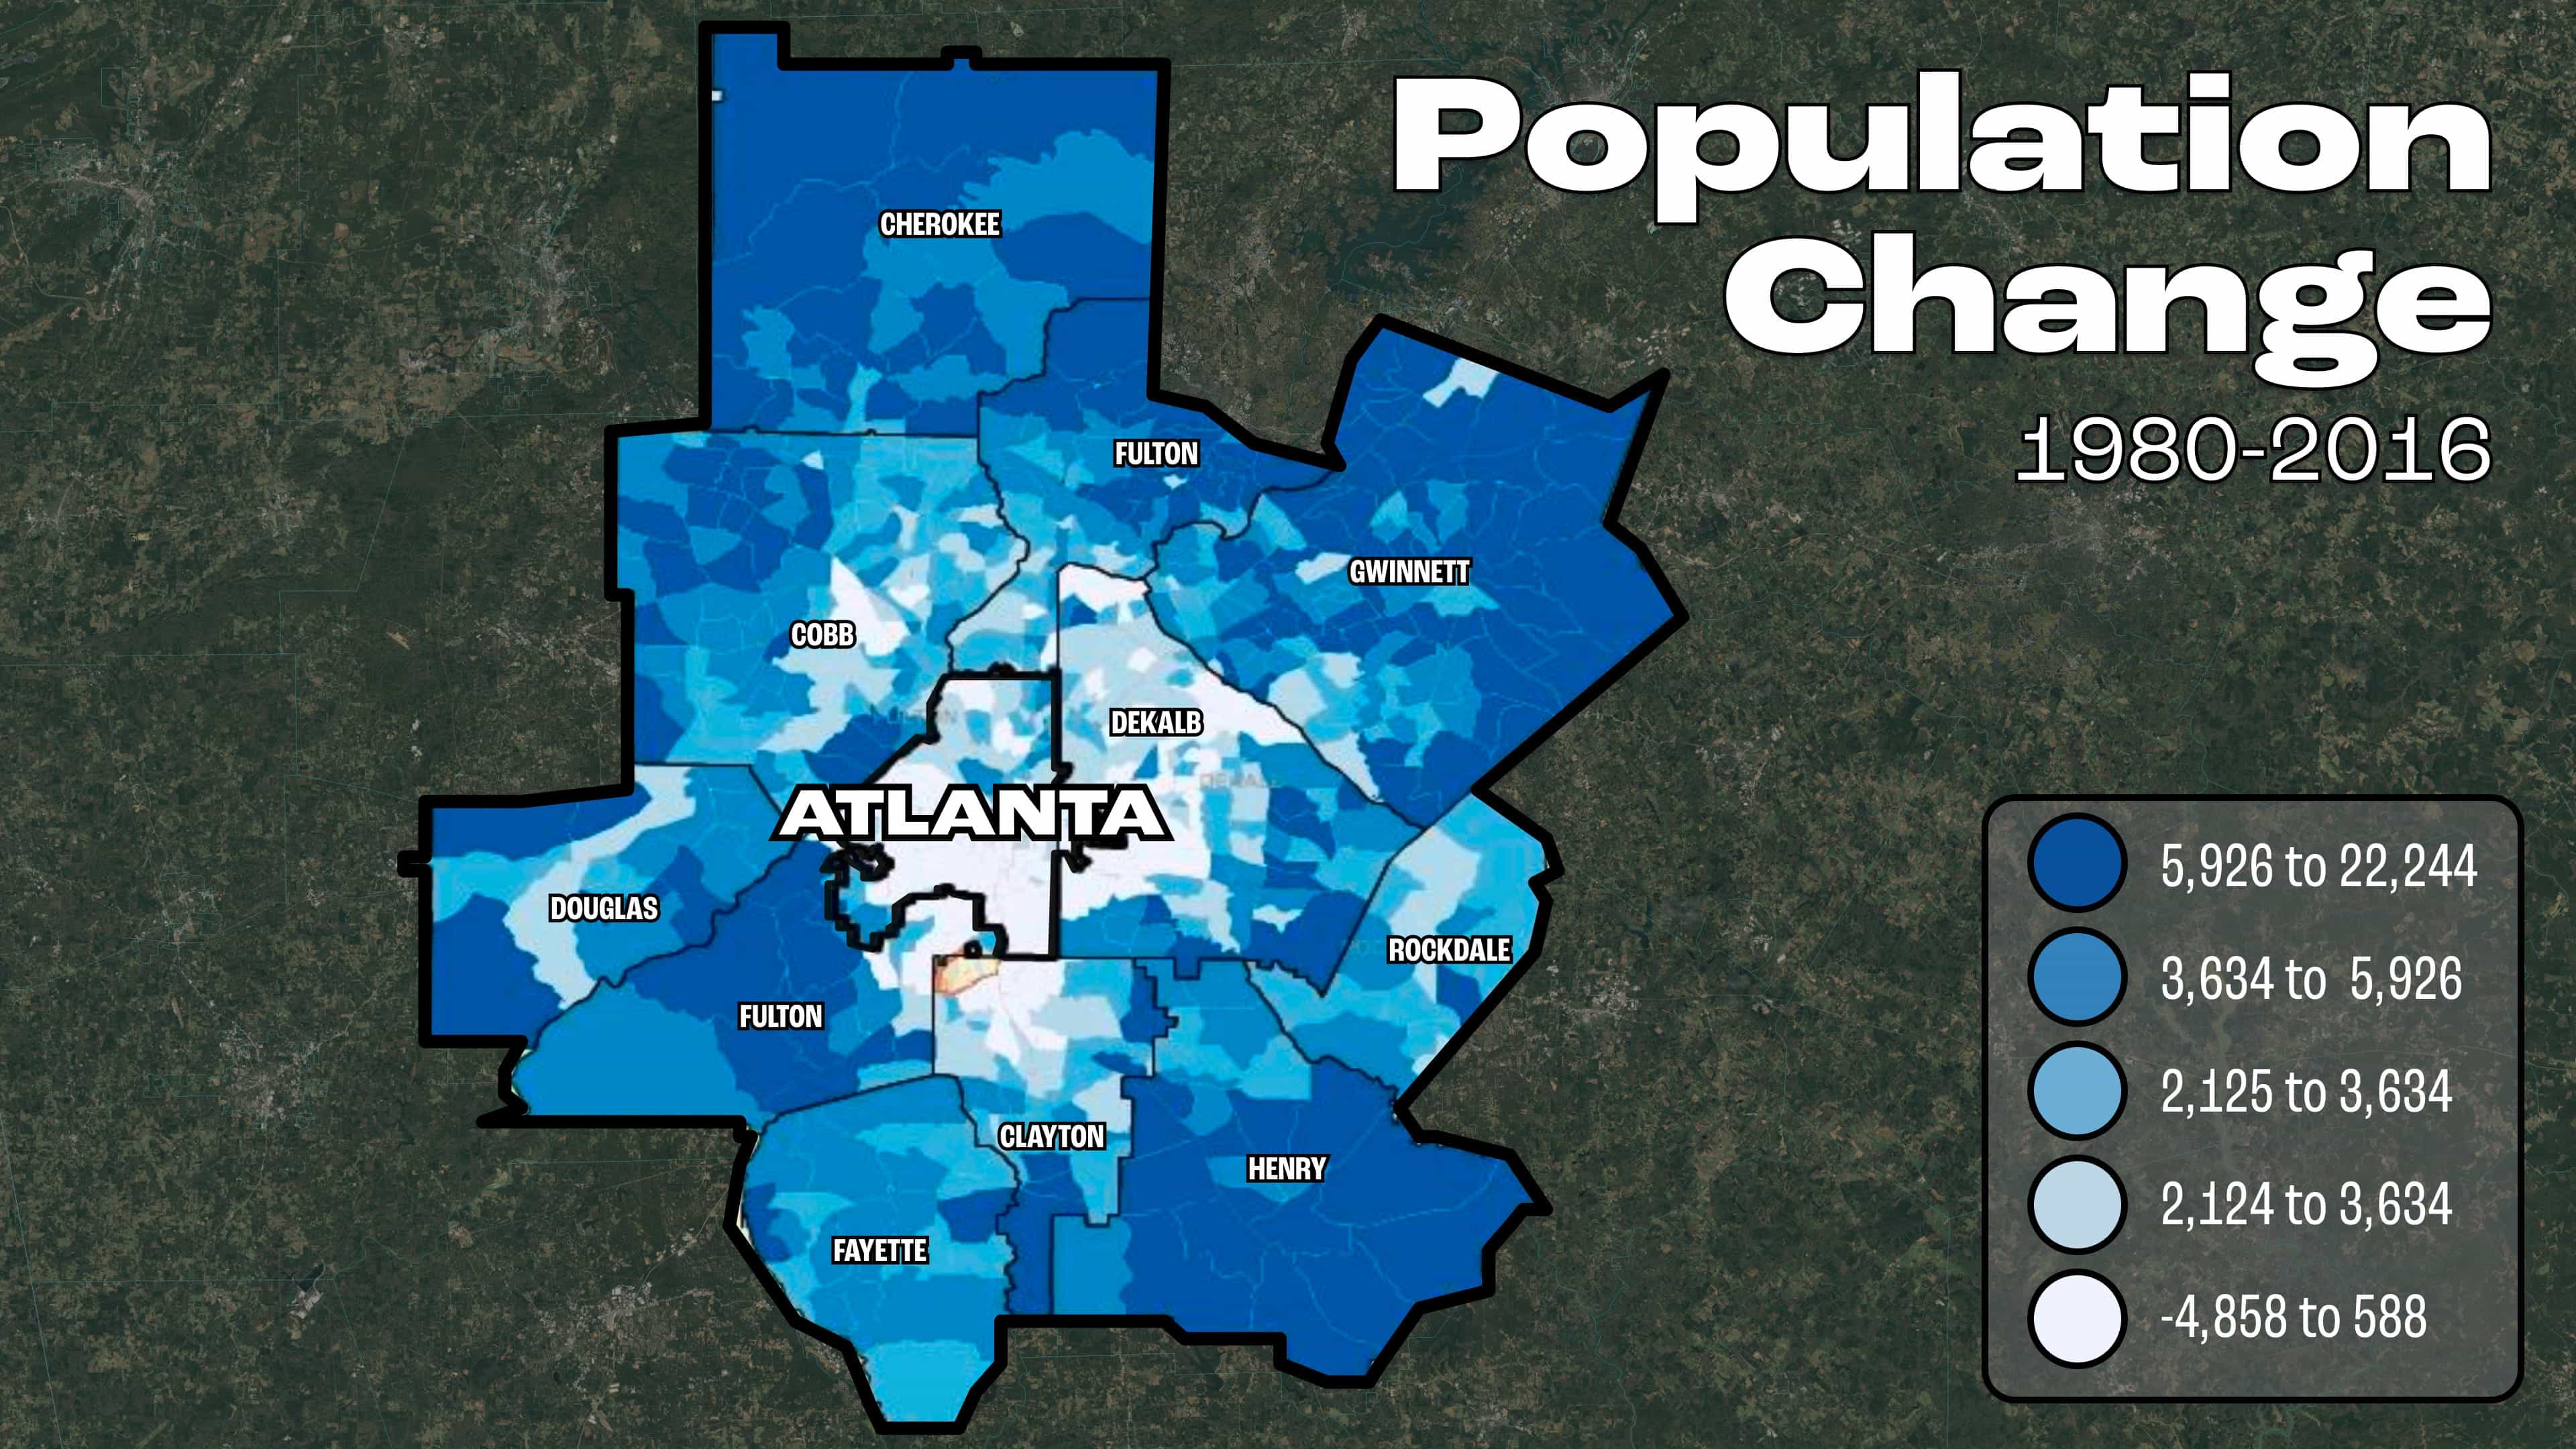 Population
Change
1980-2016
CHEROKEE
FULTON
GWINNETT
COBB
DEKALB
ATLANTA
DOUGLAS
ROCKDALE
FULTON
CLAYTON
HENRY
FAYETTE
5,926 to 22,244
3,634 to 5,926
2,125 to 3,634
2,124 to 3,634
-4,858 to 588